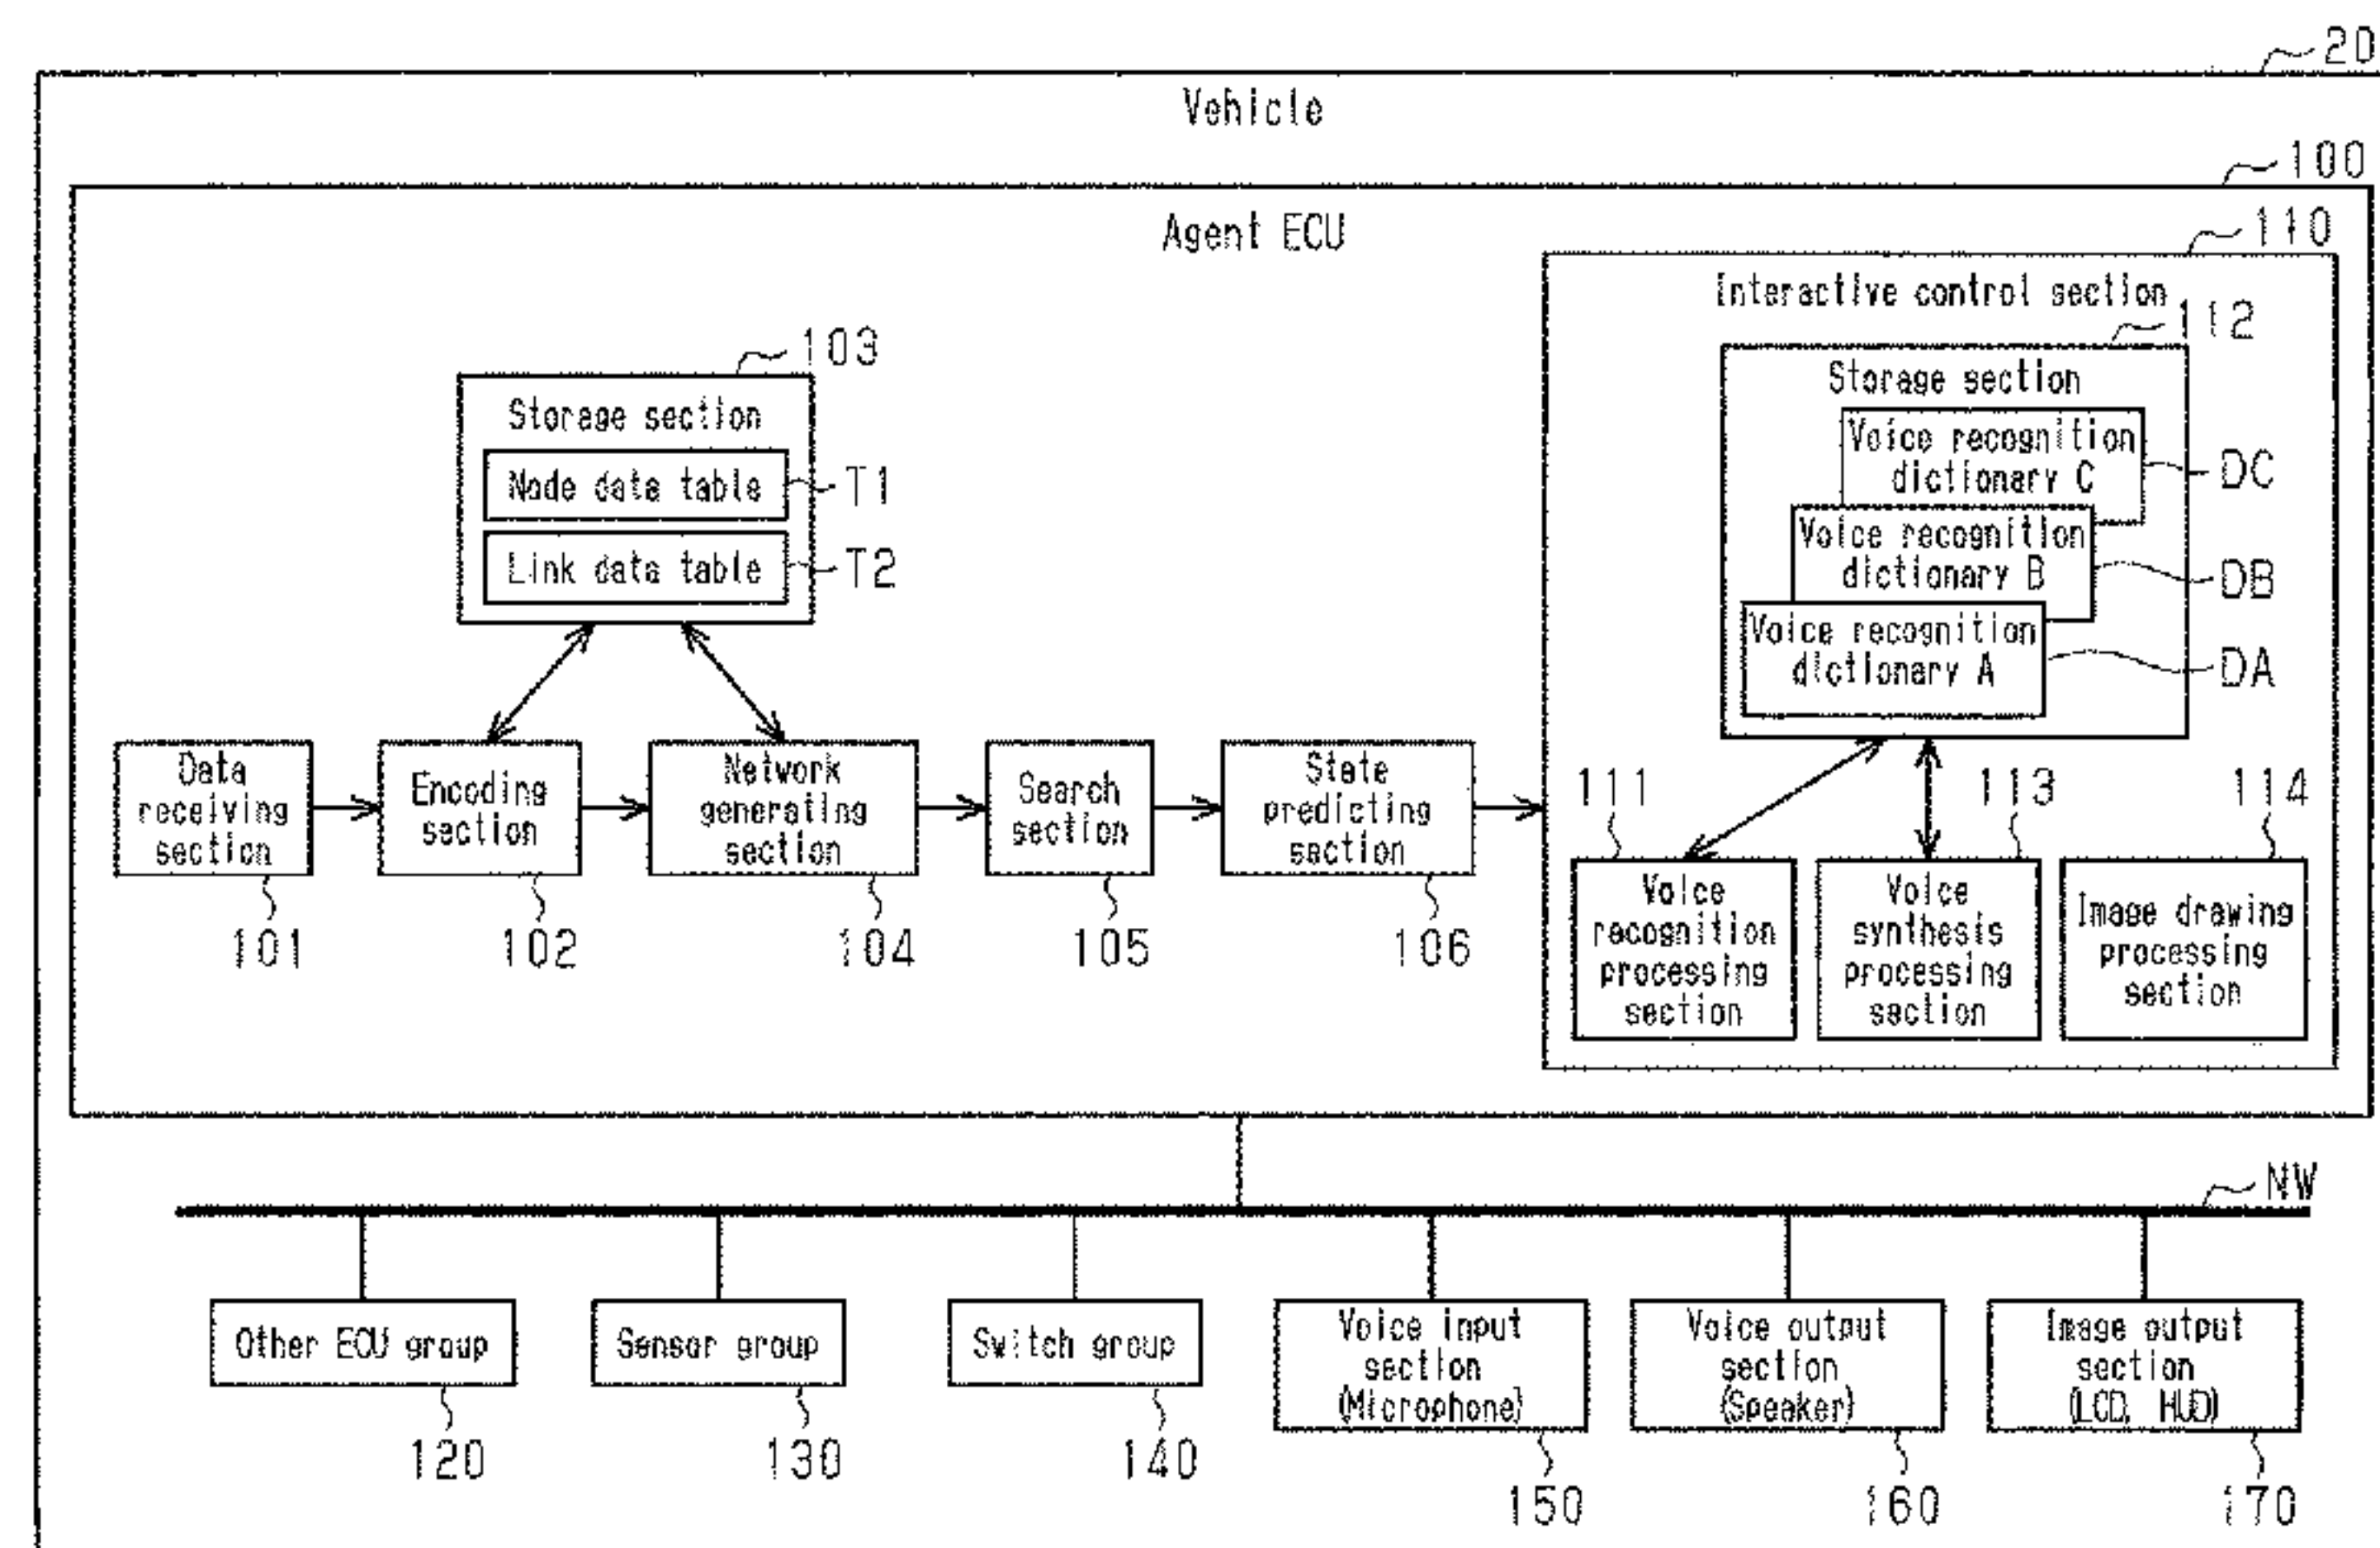 20
Vehicle
100
Agent ECU
110
Interactive control section
112
Storage section
Voice recognition
dictionary C
DC
Voice recognition
dictionary B
DB
Voice recognition
dictionary A
DA
103
Storage section
Node data table
T1
Link data table
T2
Data
receiving
section
101
Encoding
section
102
Network
generating
section
104
Search
section
105
State
predicting
section
106
111
Voice
recognition
processing
section
113
Voice
synthesis
processing
section
114
Image drawing
processing
section
NW
Other ECU group
120
Sensor group
130
Switch group
140
Voice input
section
(Microphone)
150
Voice output
section
(Speaker)
160
Image output
section
(LCD, HUD)
170